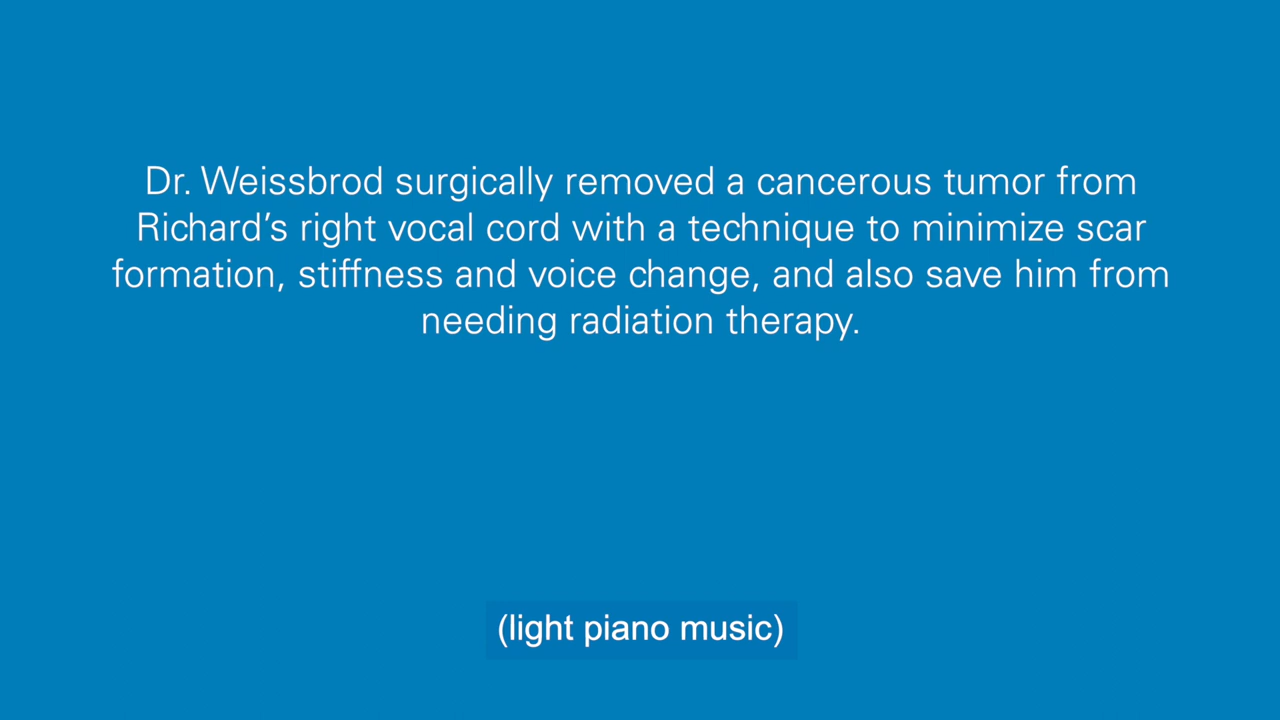 Dr. Weissbrod surgically removed a cancerous tumor from
Richard’s right vocal cord with a technique to minimize scar
formation, stiffness and voice change, and also save him from
needing radiation therapy.
(light piano music)